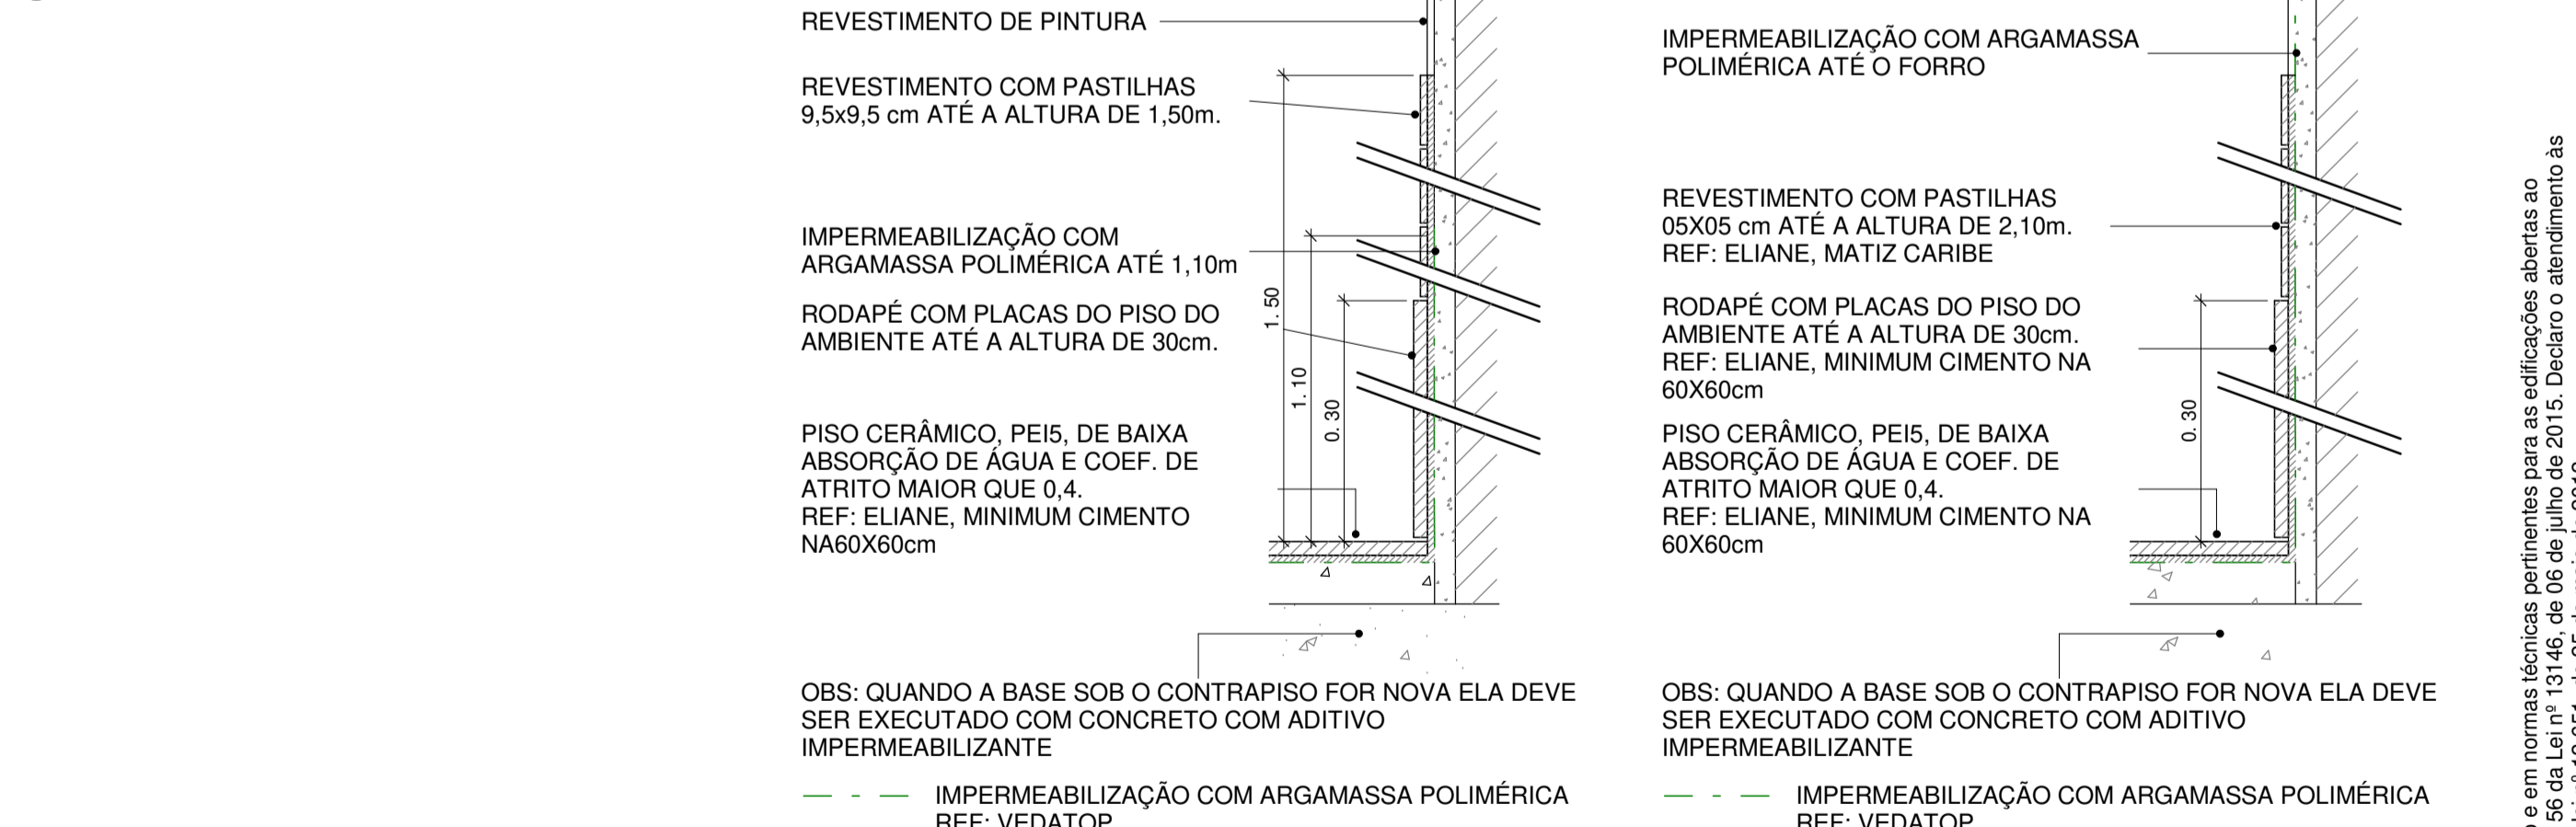 REVESTIMENTO DE PINTURA
REVESTIMENTO COM PASTILHAS
9,5x9,5 cm ATÉ A ALTURA DE 1,50m.
IMPERMEABILIZAÇÃO COM
ARGAMASSA POLIMÉRICA ATÉ 1,10m
RODAPÉ COM PLACAS DO PISO DO
AMBIENTE ATÉ A ALTURA DE 30cm.
PISO CERÂMICO, PEI5, DE BAIXA
ABSORÇÃO DE ÁGUA E COEF. DE
ATRITO MAIOR QUE 0,4.
REF: ELIANE, MINIMUM CIMENTO
NA60X60cm
1.50
1.10
0.30
OBS: QUANDO A BASE SOB O CONTRAPISO FOR NOVA ELA DEVE
SER EXECUTADO COM CONCRETO COM ADITIVO
IMPERMEABILIZANTE
IMPERMEABILIZAÇÃO COM ARGAMASSA POLIMÉRICA
REF: VEDATOP
IMPERMEABILIZAÇÃO COM ARGAMASSA
POLIMÉRICA ATÉ O FORRO
REVESTIMENTO COM PASTILHAS
05X05 cm ATÉ A ALTURA DE 2,10m.
REF: ELIANE, MATIZ CARIBE
RODAPÉ COM PLACAS DO PISO DO
AMBIENTE ATÉ A ALTURA DE 30cm.
REF: ELIANE, MINIMUM CIMENTO NA
60X60cm
PISO CERÂMICO, PEI5, DE BAIXA
ABSORÇÃO DE ÁGUA E COEF. DE
ATRITO MAIOR QUE 0,4.
REF: ELIANE, MINIMUM CIMENTO NA
60X60cm
0.30
OBS: QUANDO A BASE SOB O CONTRAPISO FOR NOVA ELA DEVE
SER EXECUTADO COM CONCRETO COM ADITIVO
IMPERMEABILIZANTE
IMPERMEABILIZAÇÃO COM ARGAMASSA POLIMÉRICA
REF: VEDATOP
e em normas técnicas pertinentes para as edificações abertas ao
56 da Lei nº 13146, de 06 de julho de 2015. Declaro o atendimento às